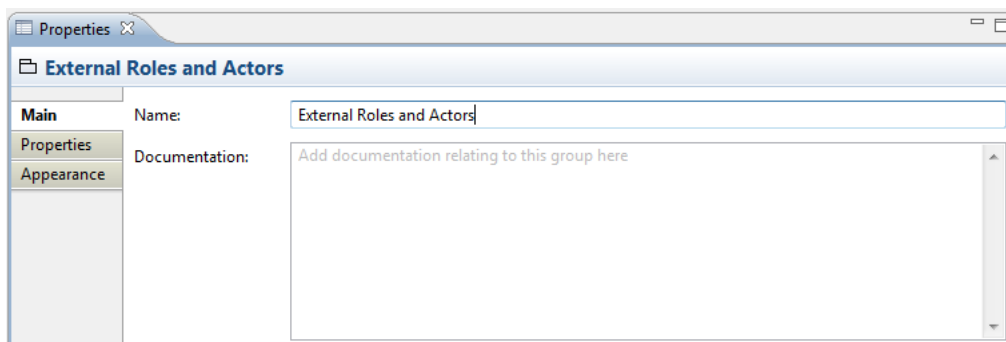 Properties
External Roles and Actors
Main
Name:
External Roles and Actors
Properties
Documentation:
Add documentation relating to this group here
Appearance